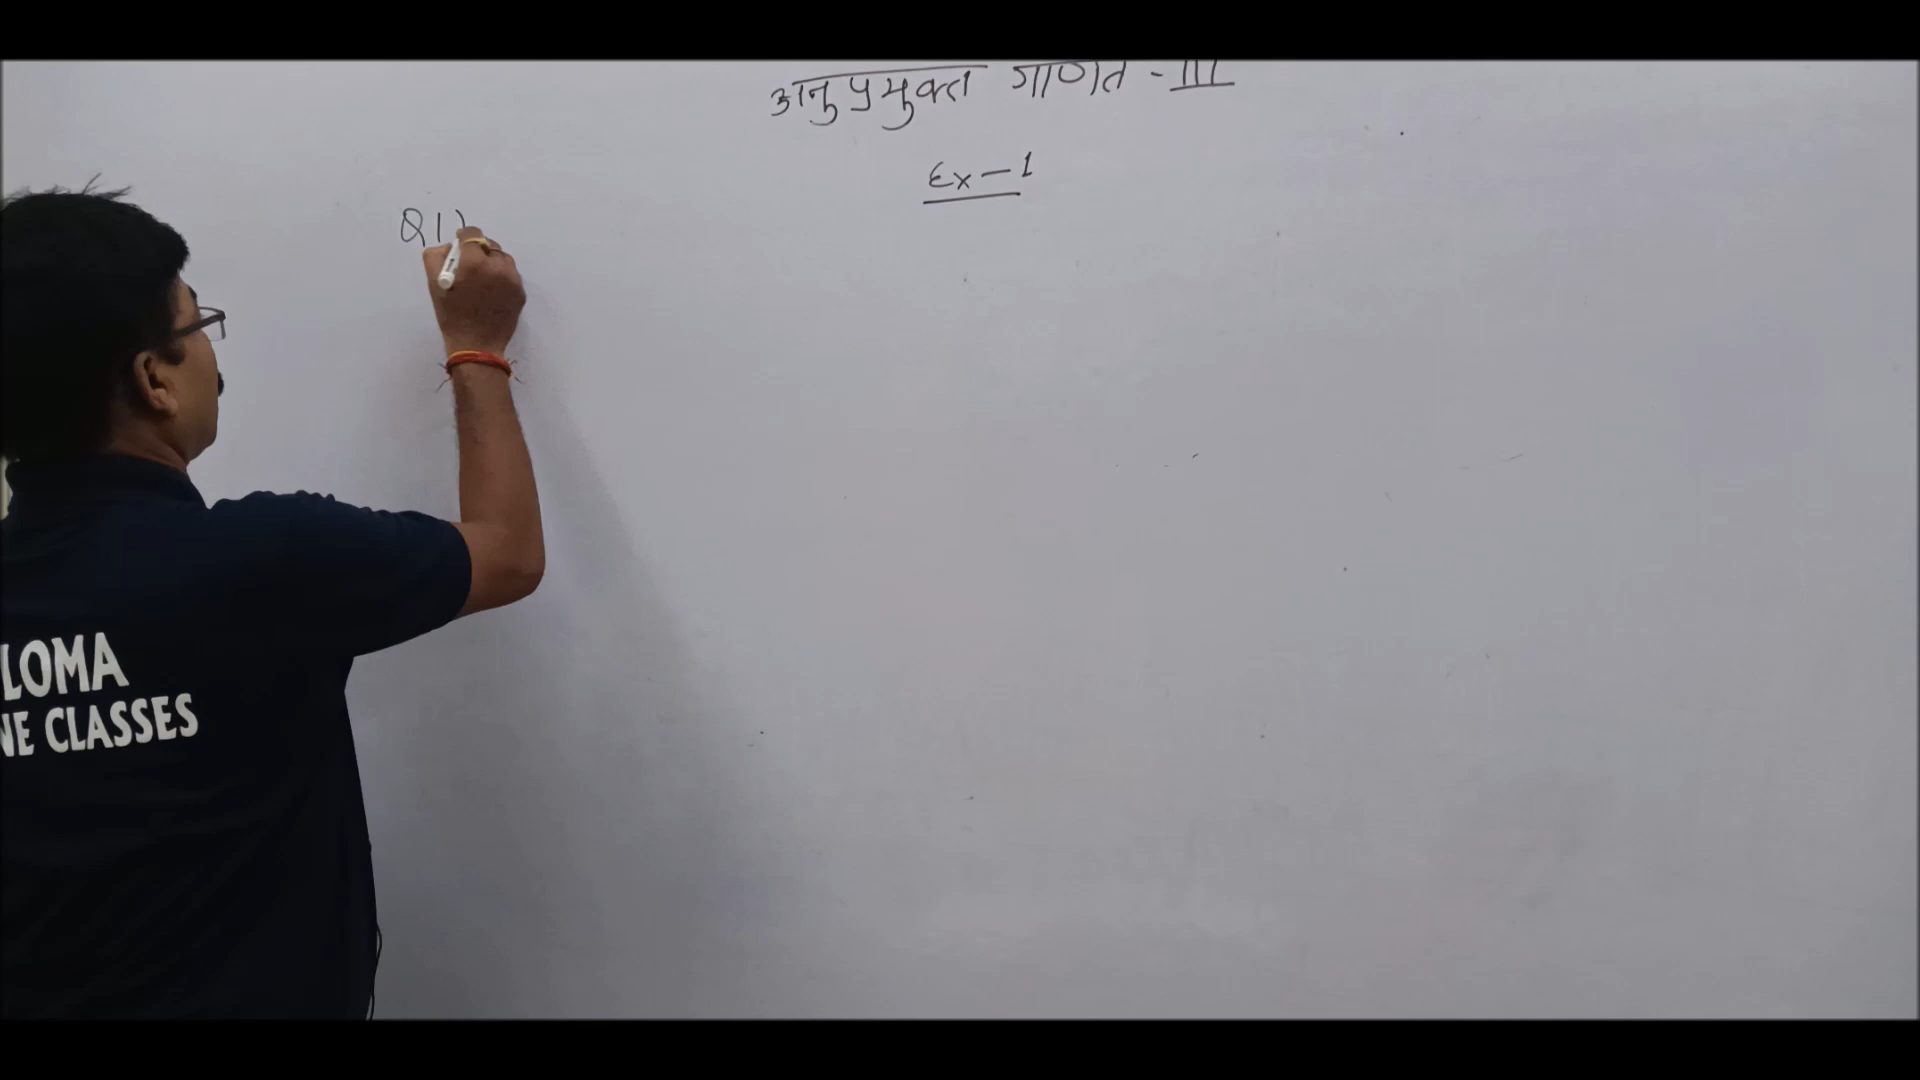 अनुप्रयुक्त गणित - III
Ex - 1
Q1)
LOMA
NE CLASSES